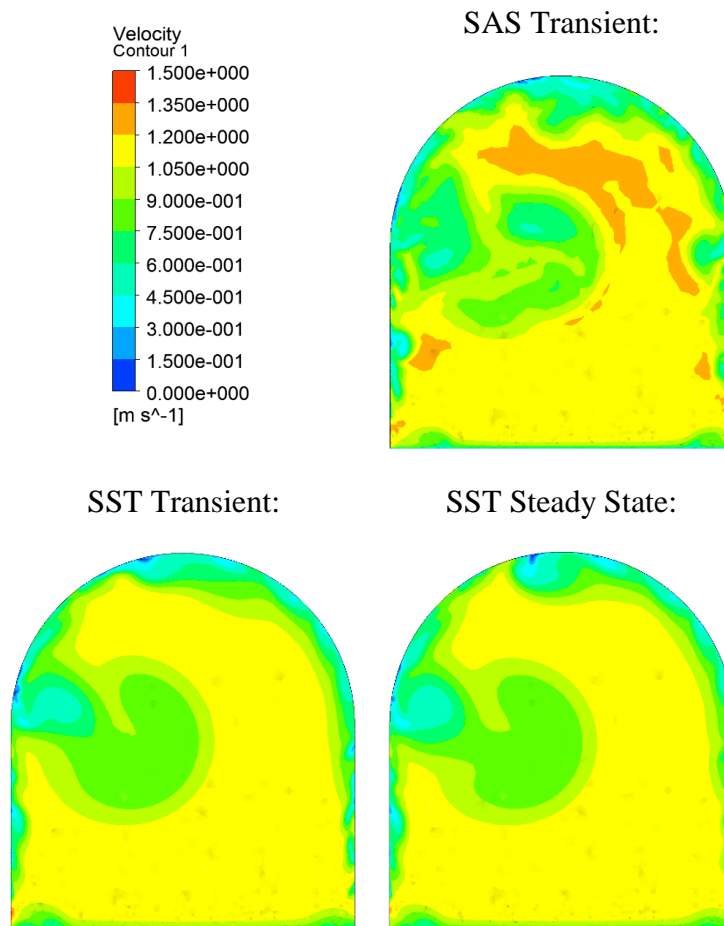 SAS Transient:
Velocity
Contour 1
1.500e+000
1.350e+000
1.200e+000
1.050e+000
9.000e-001
7.500e-001
6.000e-001
4.500e-001
3.000e-001
1.500e-001
0.000e+000
[m s^-1]
SST Transient:
SST Steady State: